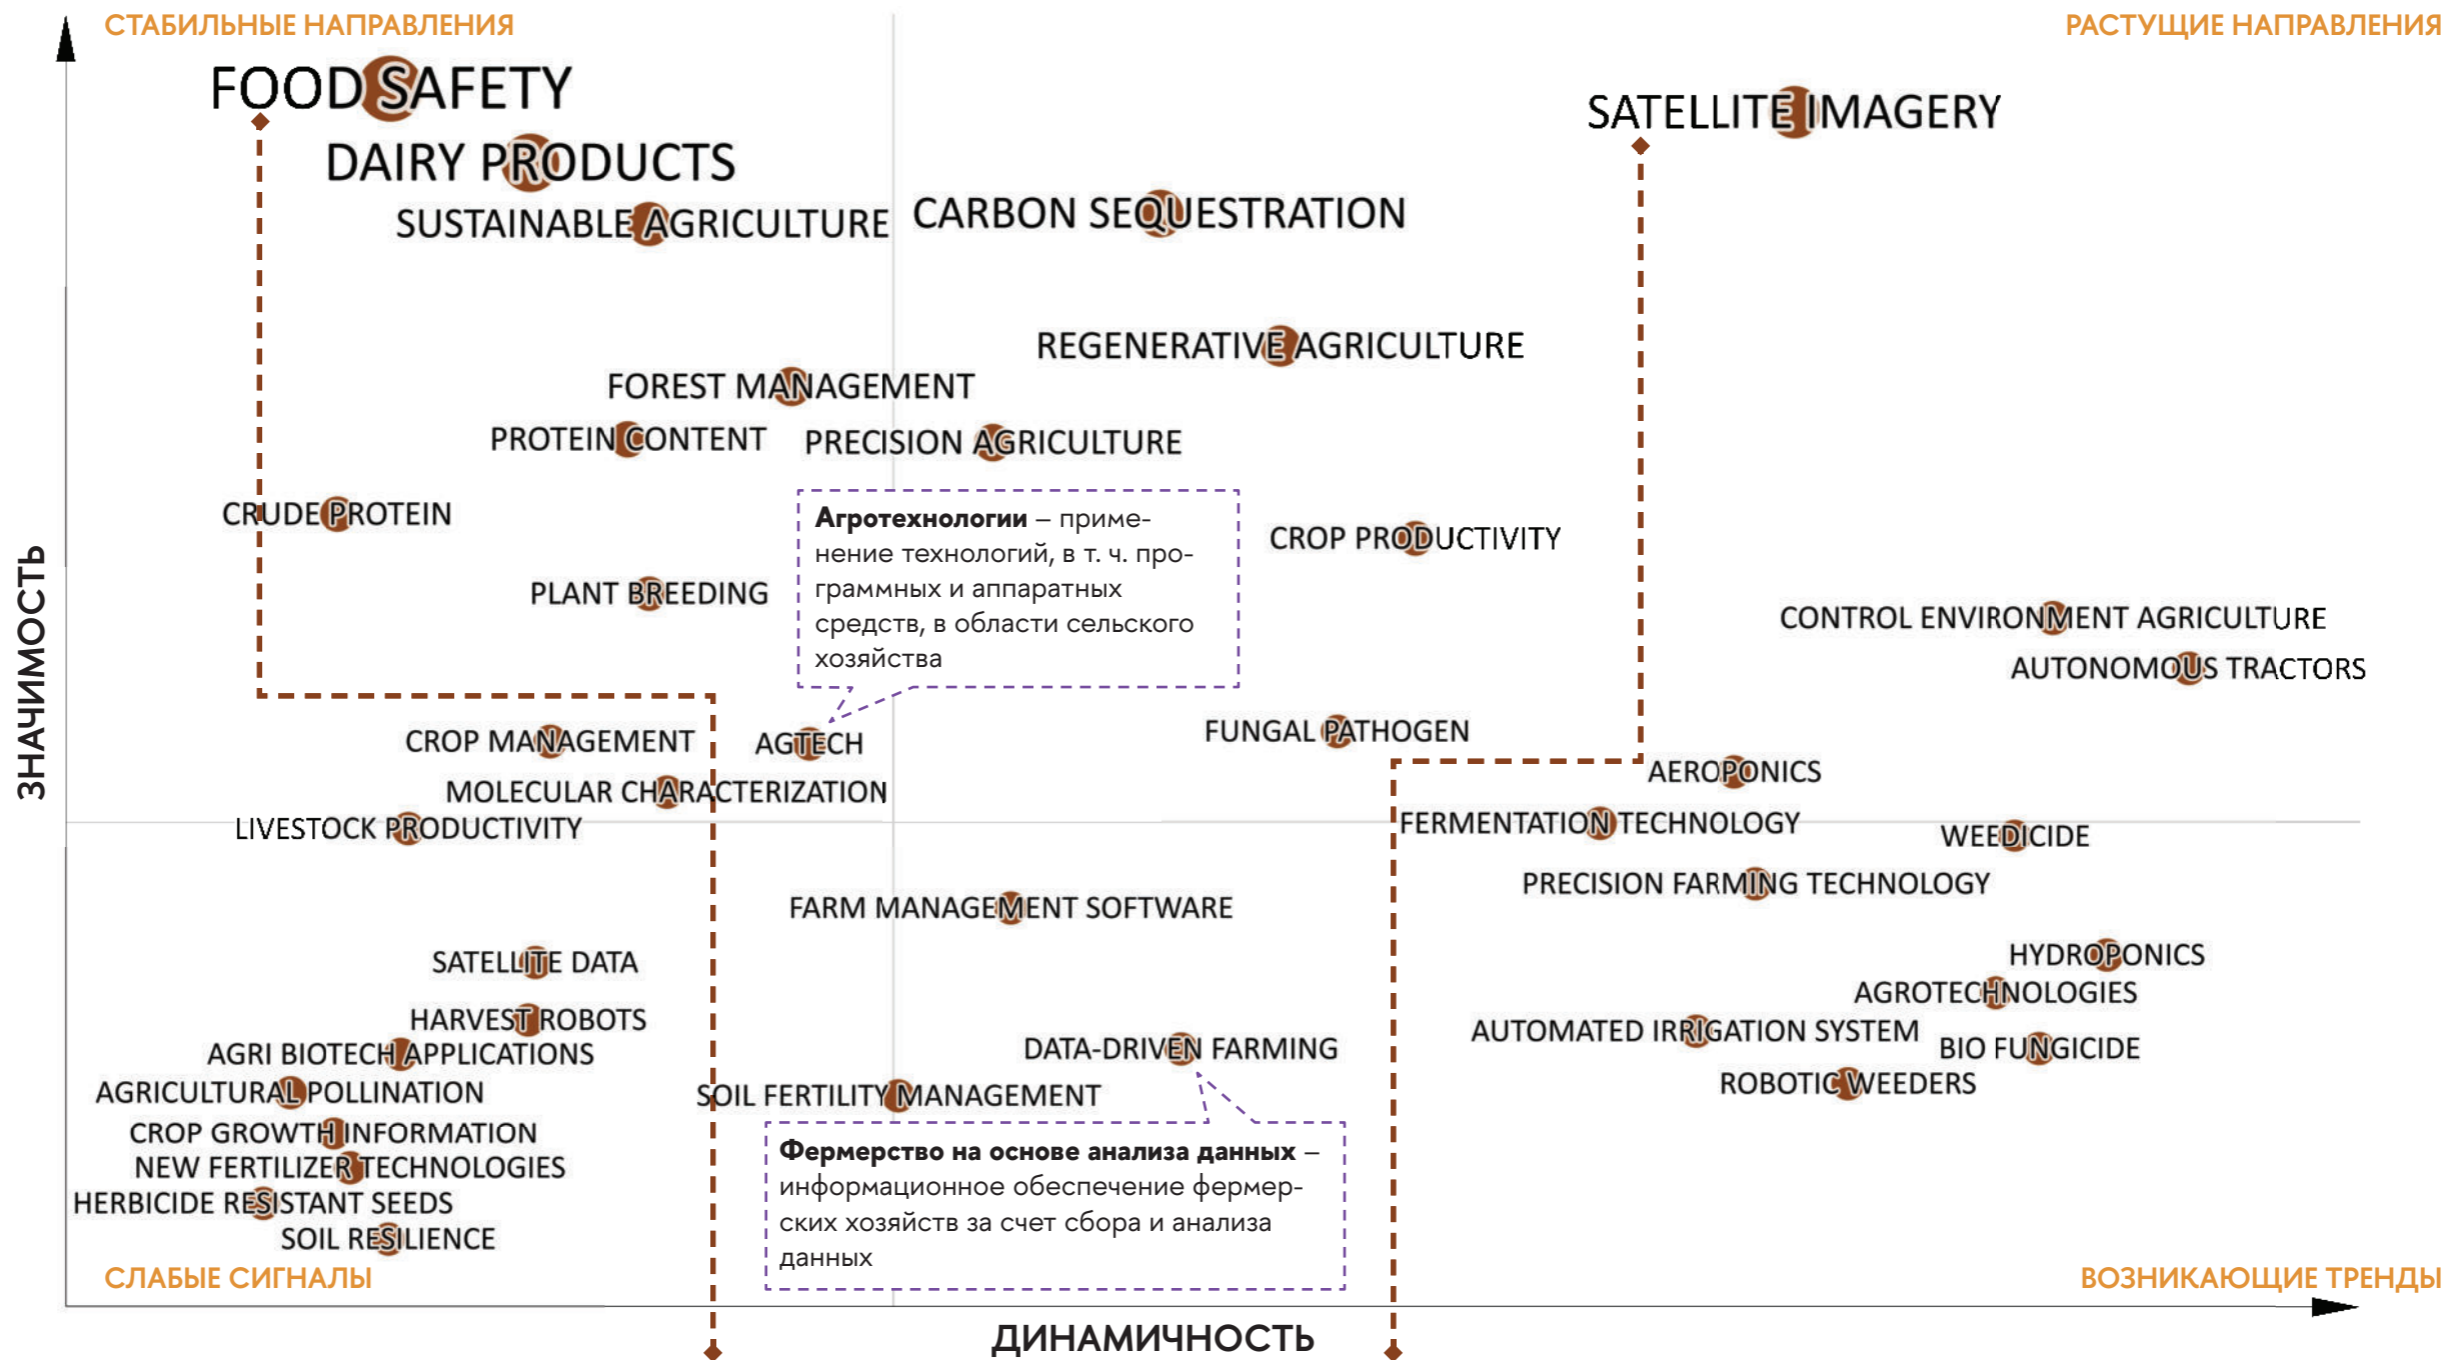 СТАБИЛЬНЫЕ НАПРАВЛЕНИЯ
РАСТУЩИЕ НАПРАВЛЕНИЯ
FOOD SAFETY
SATELLITE IMAGERY
DAIRY PRODUCTS
SUSTAINABLE AGRICULTURE
CARBON SEQUESTRATION
REGENERATIVE AGRICULTURE
FOREST MANAGEMENT
PROTEIN CONTENT
PRECISION AGRICULTURE
CRUDE PROTEIN
Агротехнологии – приме-
нение технологий, в т. ч. про-
граммных и аппаратных
средств, в области сельского
хозяйства
CROP PRODUCTIVITY
PLANT BREEDING
CONTROL ENVIRONMENT AGRICULTURE
AUTONOMOUS TRACTORS
ЗНАЧИМОСТЬ
CROP MANAGEMENT
AGTECH
FUNGAL PATHOGEN
AEROPONICS
MOLECULAR CHARACTERIZATION
LIVESTOCK PRODUCTIVITY
FERMENTATION TECHNOLOGY
WEEDICIDE
PRECISION FARMING TECHNOLOGY
FARM MANAGEMENT SOFTWARE
SATELLITE DATA
HYDROPONICS
AGROTECHNOLOGIES
HARVEST ROBOTS
AUTOMATED IRRIGATION SYSTEM
AGRI BIOTECH APPLICATIONS
DATA-DRIVEN FARMING
BIO FUNGICIDE
ROBOTIC WEEDERS
AGRICULTURAL POLLINATION
SOIL FERTILITY MANAGEMENT
CROP GROWTH INFORMATION
NEW FERTILIZER TECHNOLOGIES
HERBICIDE RESISTANT SEEDS
SOIL RESILIENCE
Фермерство на основе анализа данных –
информационное обеспечение фермер-
ских хозяйств за счет сбора и анализа
данных
СЛАБЫЕ СИГНАЛЫ
ВОЗНИКАЮЩИЕ ТРЕНДЫ
ДИНАМИЧНОСТЬ